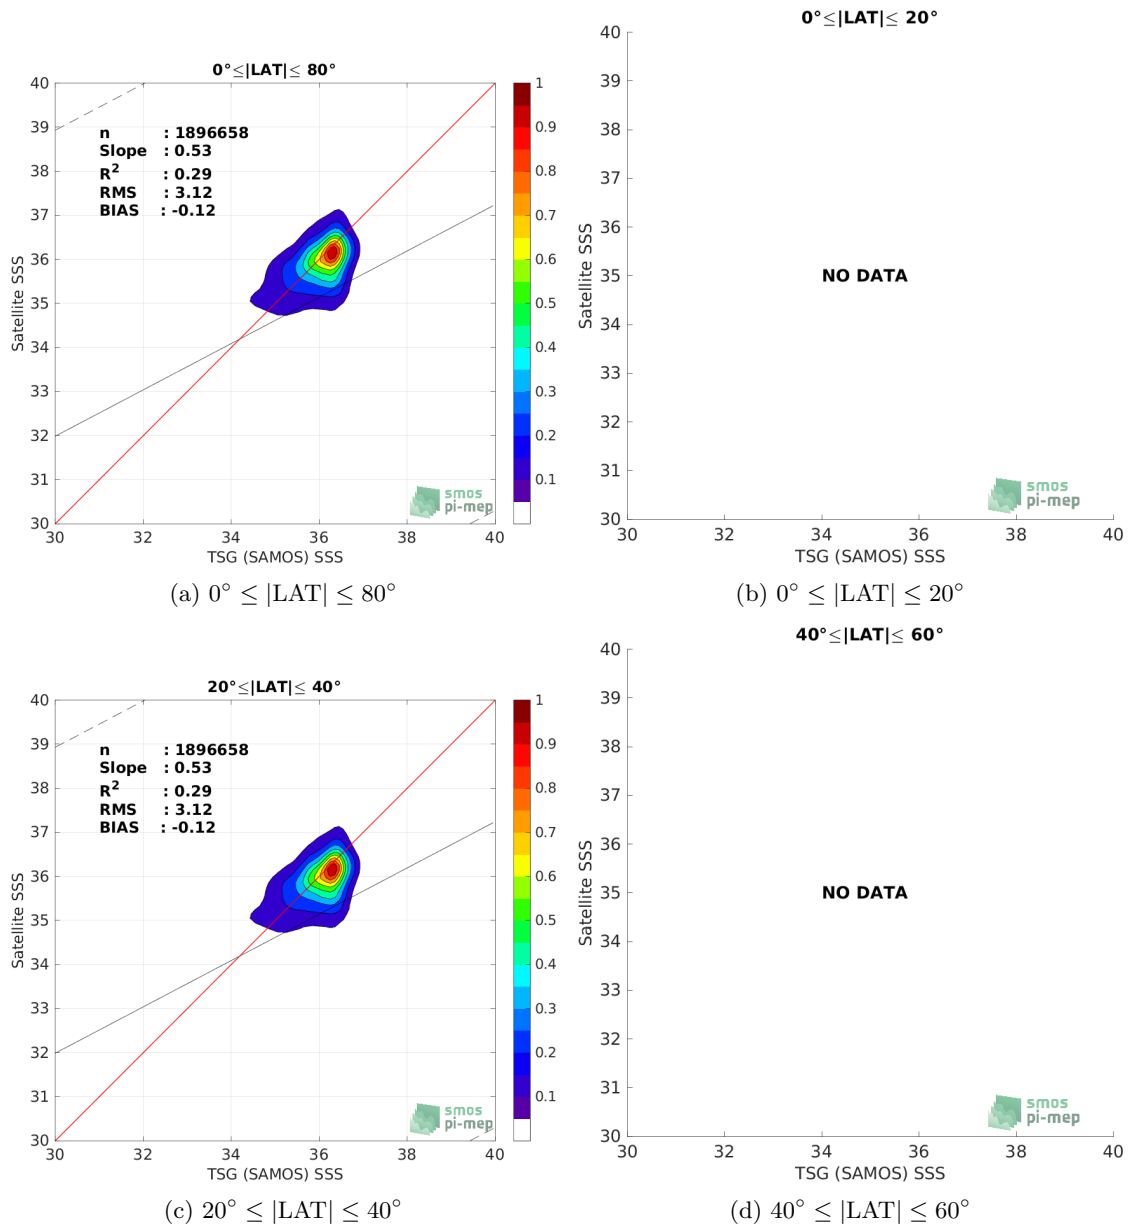 0°≤|LAT|≤ 80°
40
39
38
37
36
35
34
33
32
31
30
30
32
34
36
38
40
Satellite SSS
TSG (SAMOS) SSS
n : 1896658
Slope : 0.53
R² : 0.29
RMS : 3.12
BIAS : -0.12
1
0.9
0.8
0.7
0.6
0.5
0.4
0.3
0.2
0.1
smos
pi-mep
(a) 0° ≤ |LAT| ≤ 80°
0°≤|LAT|≤ 20°
40
39
38
37
36
35
34
33
32
31
30
30
32
34
36
38
40
Satellite SSS
TSG (SAMOS) SSS
NO DATA
smos
pi-mep
(b) 0° ≤ |LAT| ≤ 20°
20°≤|LAT|≤ 40°
40
39
38
37
36
35
34
33
32
31
30
30
32
34
36
38
40
Satellite SSS
TSG (SAMOS) SSS
n : 1896658
Slope : 0.53
R² : 0.29
RMS : 3.12
BIAS : -0.12
1
0.9
0.8
0.7
0.6
0.5
0.4
0.3
0.2
0.1
smos
pi-mep
(c) 20° ≤ |LAT| ≤ 40°
40°≤|LAT|≤ 60°
40
39
38
37
36
35
34
33
32
31
30
30
32
34
36
38
40
Satellite SSS
TSG (SAMOS) SSS
NO DATA
smos
pi-mep
(d) 40° ≤ |LAT| ≤ 60°